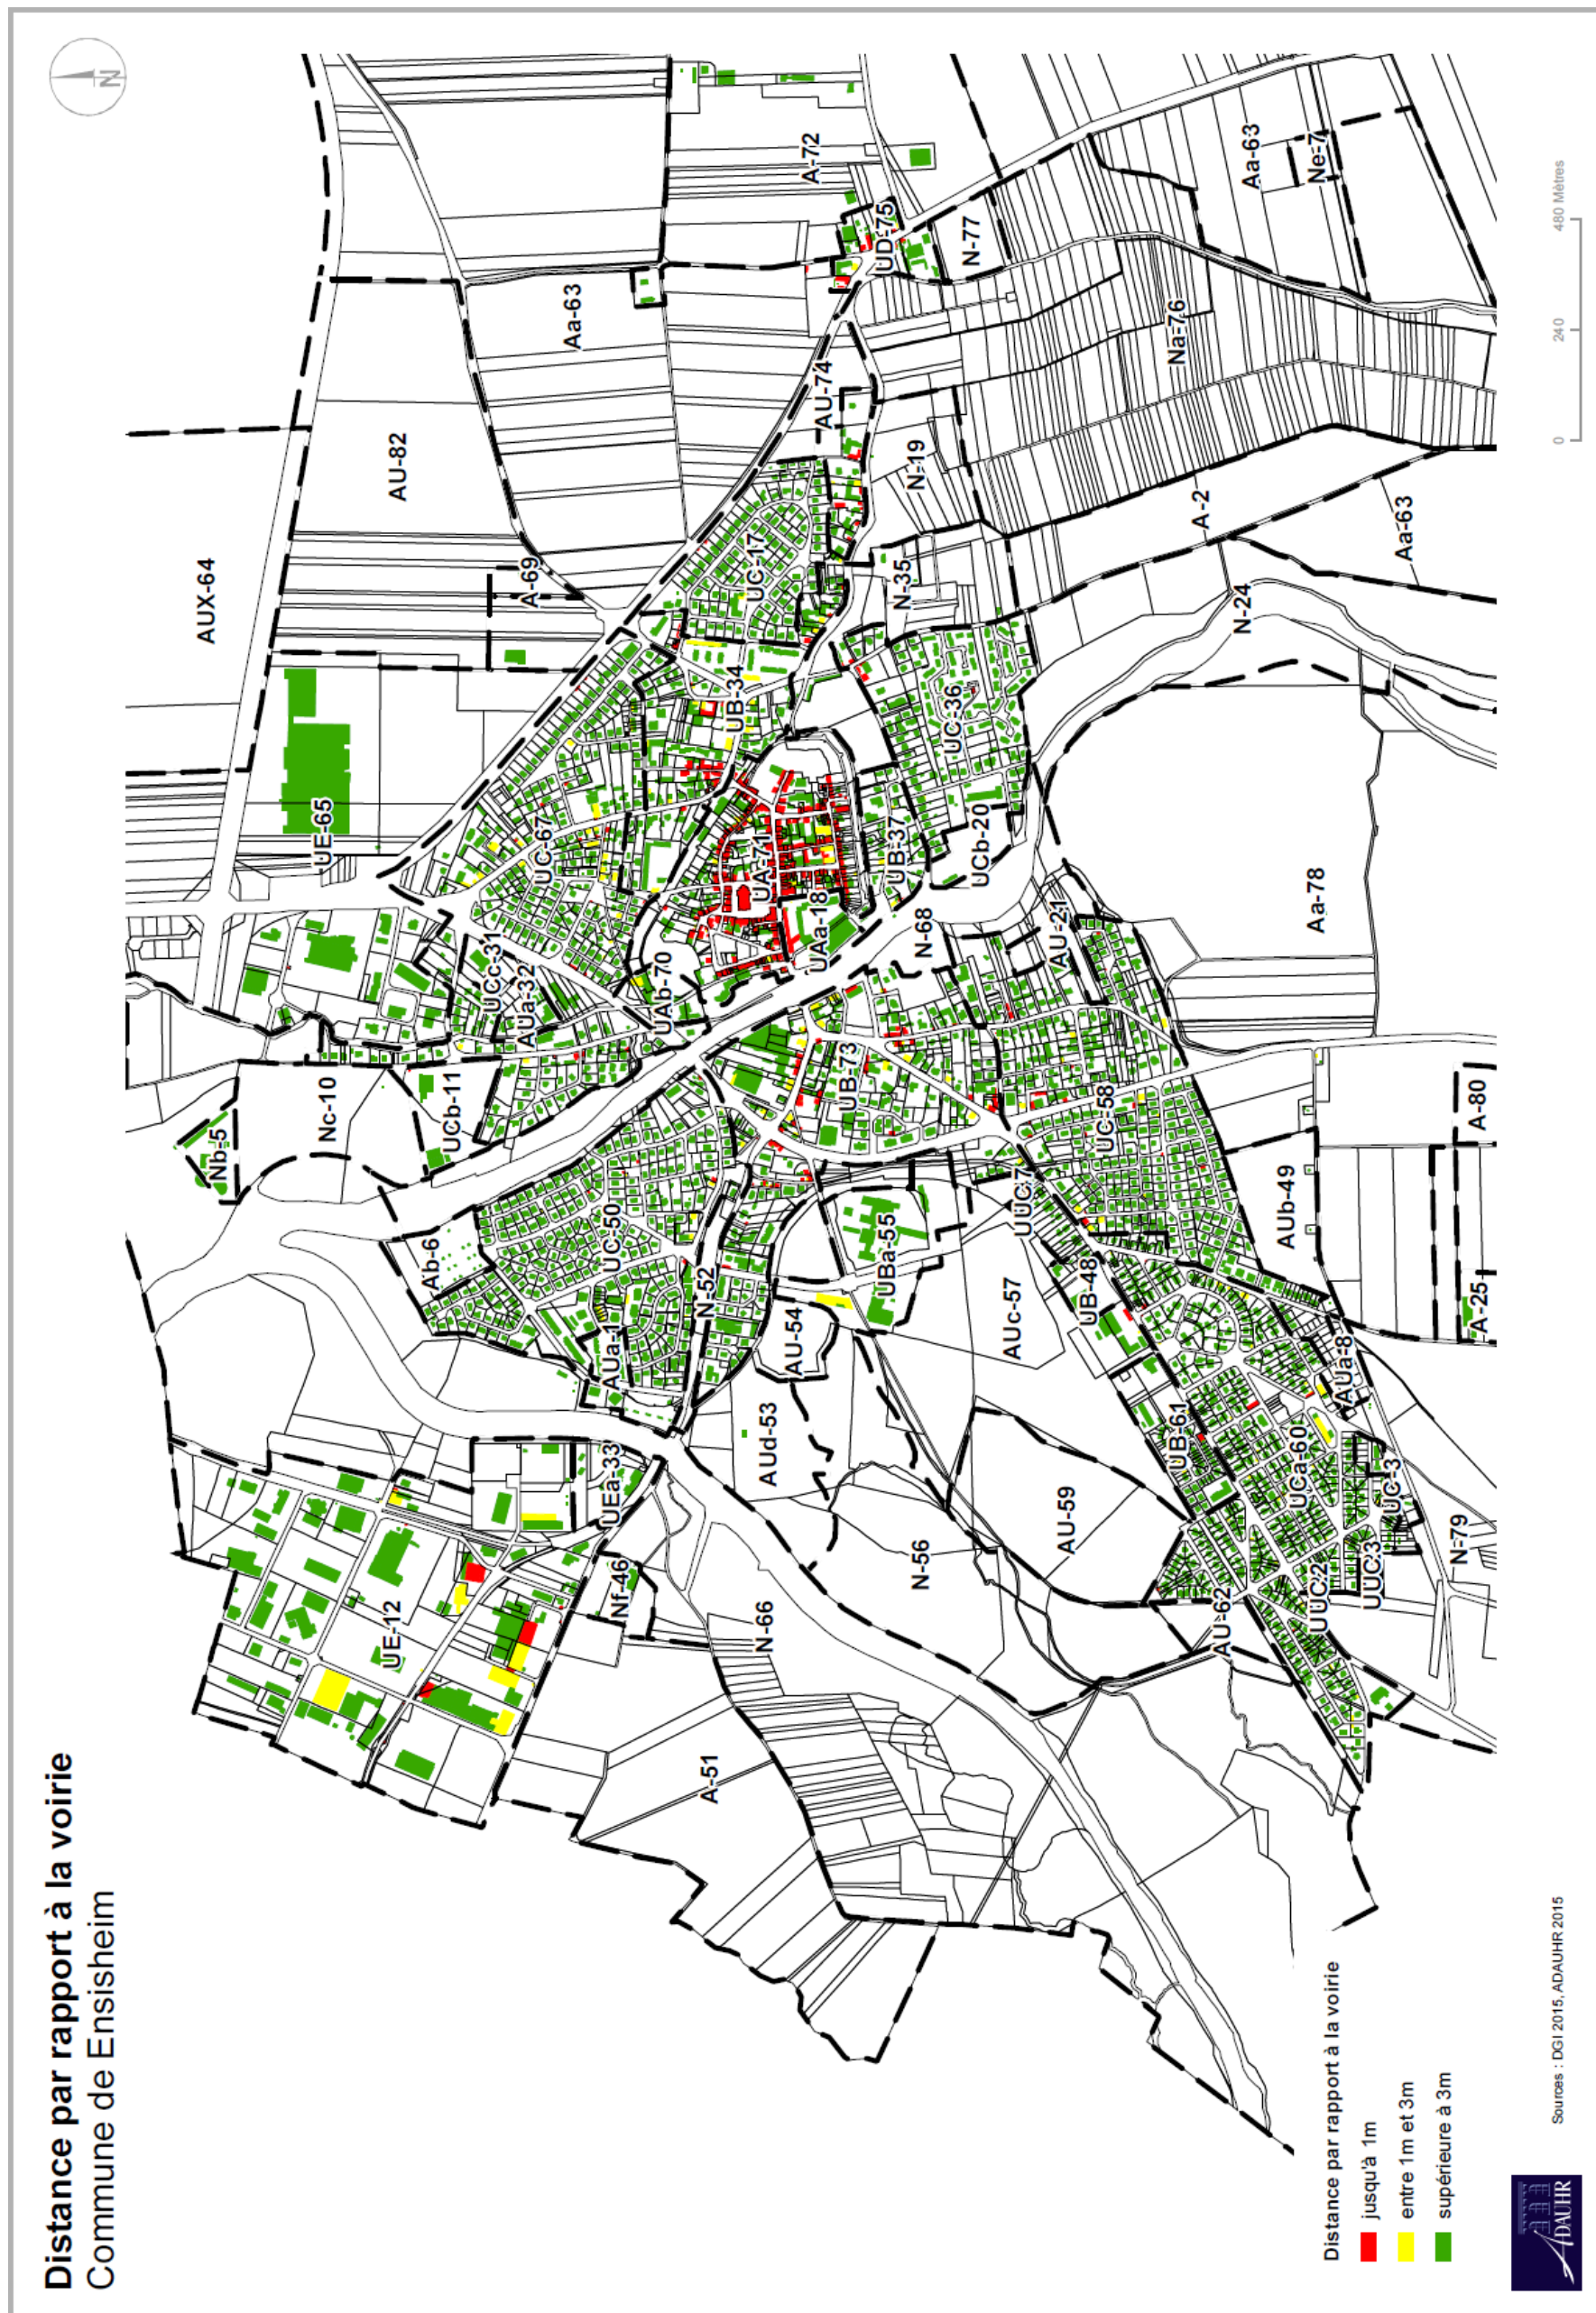 Distance par rapport à la voirie
Commune de Ensisheim
N
AUX-64
AU-82
A-69
UE-65
Aa-63
A-72
UD-75
N-77
Aa-63
Ne-7
Na-76
AU-74
N-19
A-2
Aa-63
UC-17
N-35
N-24
UB-34
UC-36
UC-67
UA-71
UB-37
UCb-20
UAa-18
N-68
AU-21
Aa-78
UCc-31
AUa-32
UAb-70
Nc-10
UCb-11
Nb-5
UB-73
UC-58
A-80
Ab-6
UC-50
N-52
UBa-55
UUC7
AUb-49
AUa-1
AU-54
AUc-57
UB-48
A-25
AUa-8
AUd-53
UB-61
UCa-60
UC-3
UEa-33
AU-59
N-79
Nf-46
N-56
UUC3
UUC2
AU-62
UE-12
N-66
A-51
Distance par rapport à la voirie
jusqu'à 1m
entre 1m et 3m
supérieure à 3m
0 240 480 Mètres
ADAUHR
Sources : DGI 2015, ADAUHR 2015